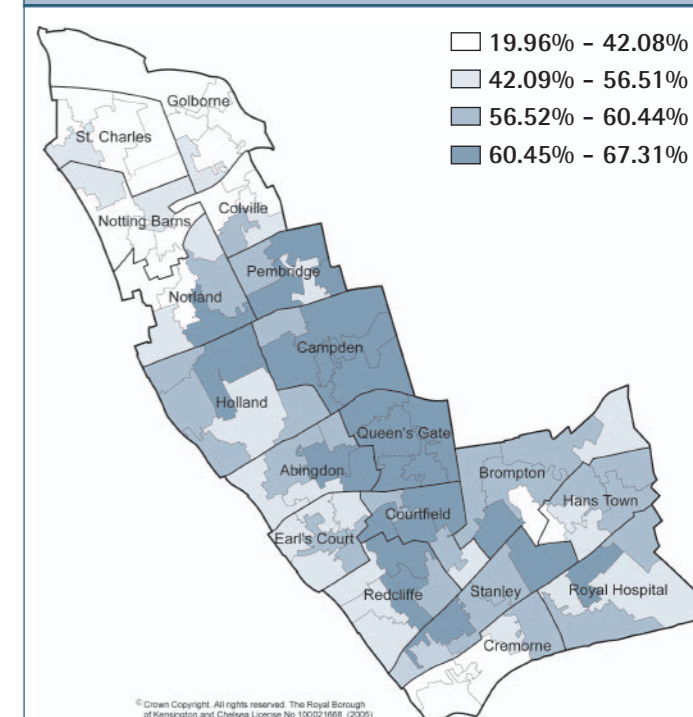 19.96% - 42.08%
42.09% - 56.51%
56.52% - 60.44%
60.45% - 67.31%
Golborne
St. Charles
Colville
Notting Barns
Pembridge
Norland
Campden
Holland
Queen's Gate
Abingdon
Brompton
Hans Town
Courtfield
Earl's Court
Redcliffe
Stanley
Royal Hospital
Cremorne
© Crown Copyright. All rights reserved. The Royal Borough
of Kensington and Chelsea License No 100021668 (2005)